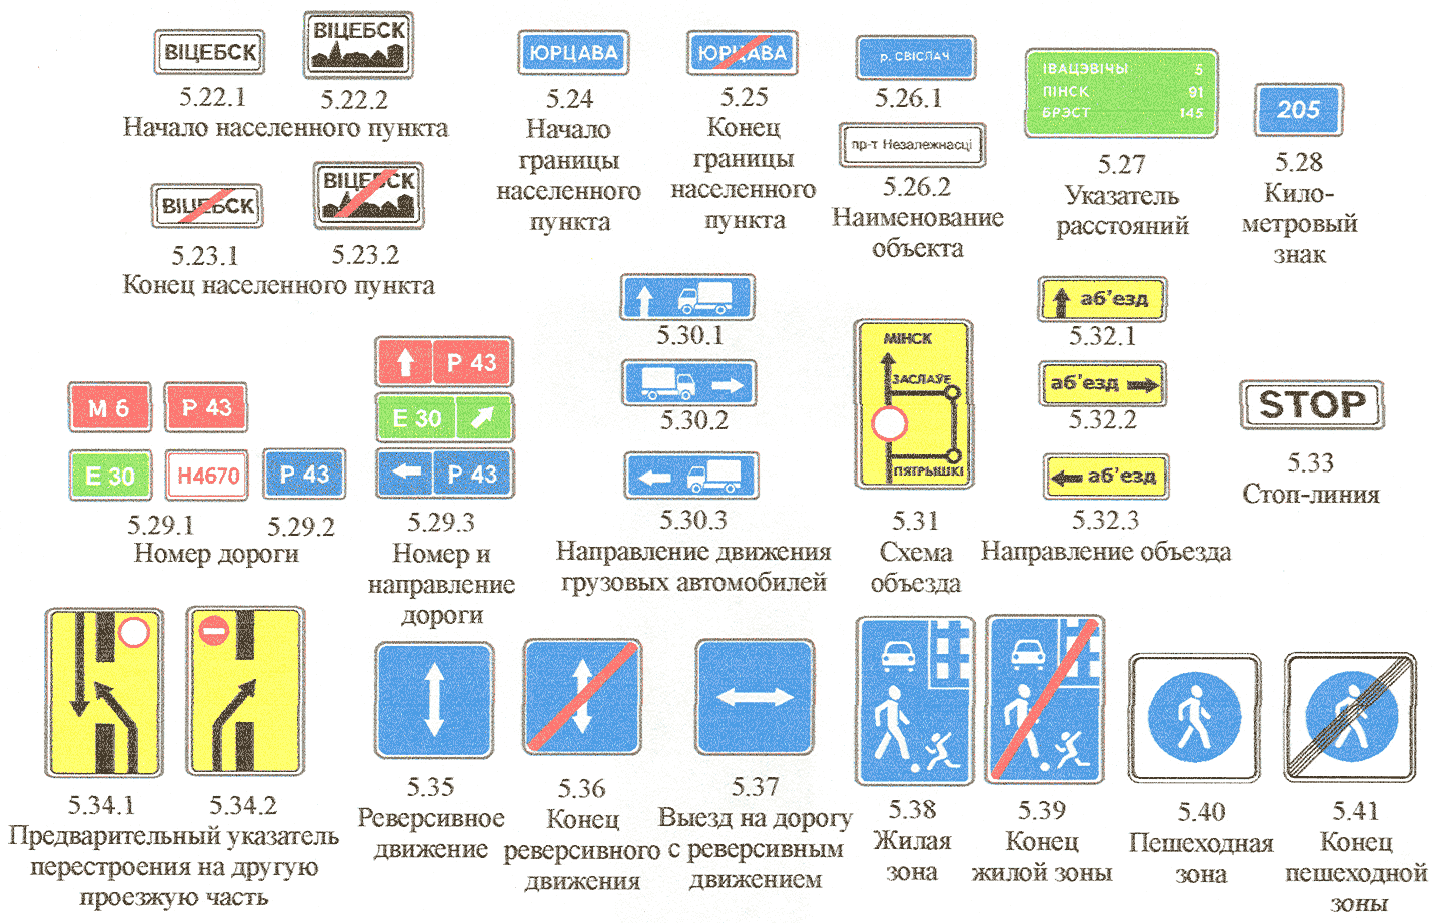 ВІЦЕБСК
5.22.1
ВІЦЕБСК
5.22.2
Начало населенного пункта
ВІЦЕБСК
5.23.1
ВІЦЕБСК
5.23.2
Конец населенного пункта
ЮРЦАВА
5.24
Начало
границы
населенного
пункта
ЮРЦАВА
5.25
Конец
границы
населенного
пункта
р. СВІСЛАЧ
5.26.1
пр-т Незалежнасці
5.26.2
Наименование
объекта
ІВАЦЭВІЧЫ 5
ПІНСК 91
БРЭСТ 145
5.27
Указатель
расстояний
205
5.28
Кило-
метровый
знак
М 6
Р 43
Е 30
Н4670
5.29.1
Р 43
5.29.2
Номер дороги
Р 43
Е 30
Р 43
5.29.3
Номер и
направление
дороги
5.30.1
5.30.2
5.30.3
Направление движения
грузовых автомобилей
МІНСК
ЗАСЛАЎЕ
ПЯТРЫШКІ
5.31
Схема
объезда
аб'езд
5.32.1
аб'езд
5.32.2
аб'езд
5.32.3
Направление объезда
STOP
5.33
Стоп-линия
5.34.1
5.34.2
Предварительный указатель
перестроения на другую
проезжую часть
5.35
Реверсивное
движение
5.36
Конец
реверсивного
движения
5.37
Выезд на дорогу
с реверсивным
движением
5.38
Жилая
зона
5.39
Конец
жилой зоны
5.40
Пешеходная
зона
5.41
Конец
пешеходной
зоны